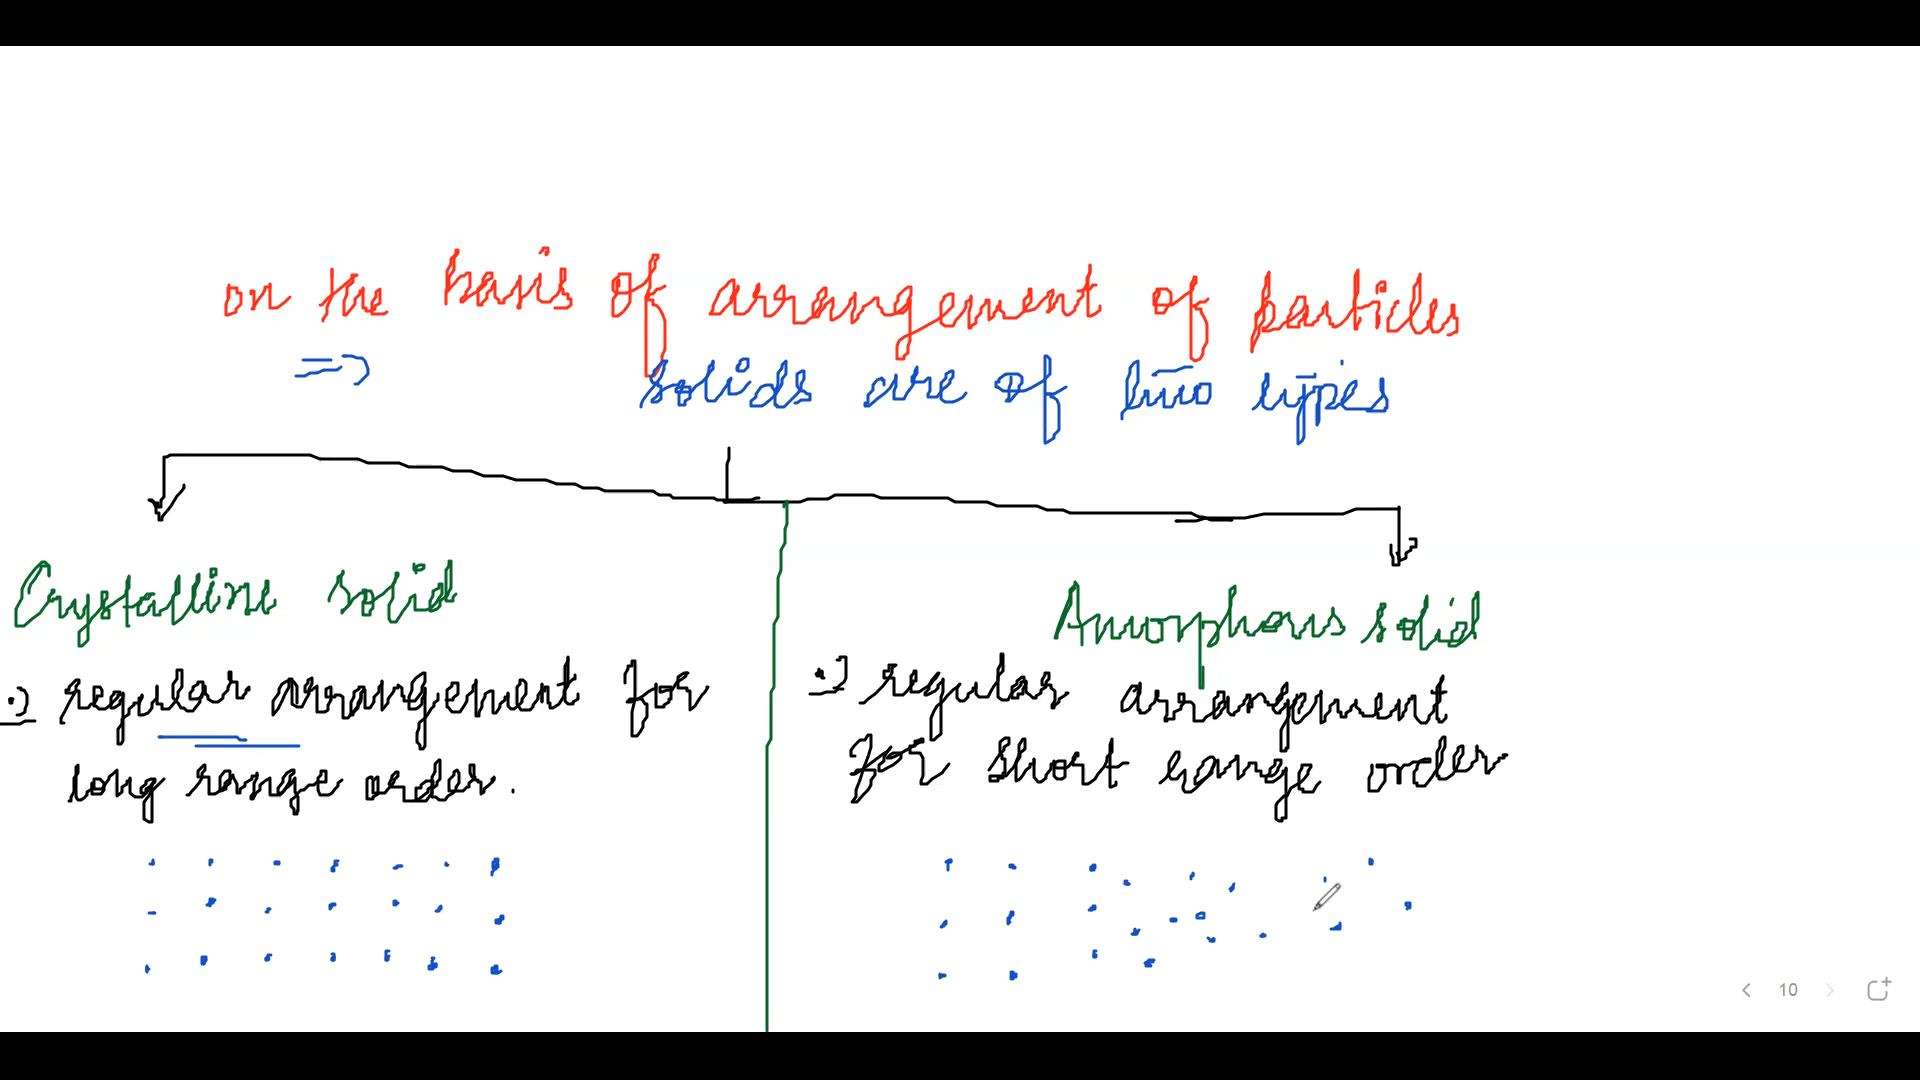 on the basis of arrangement of particles
=> solids are of two types
Crystalline solid
Amorphous solid
·) regular arrangement for
long range order.
·) regular arrangement
for short range order
10